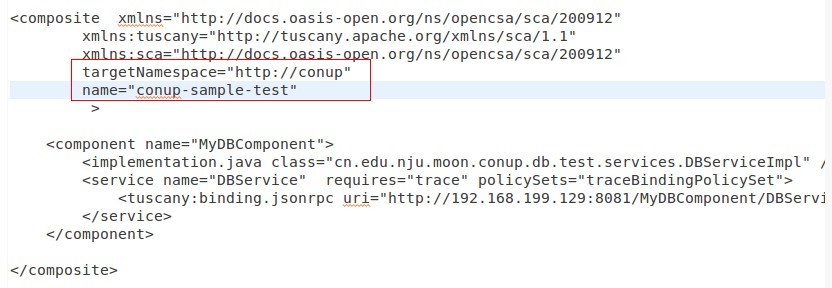 <composite  xmlns="http://docs.oasis-open.org/ns/opencsa/sca/200912"
xmlns:tuscany="http://tuscany.apache.org/xmlns/sca/1.1"
xmlns:sca="http://docs.oasis-open.org/ns/opencsa/sca/200912"
targetNamespace="http://conup"
name="conup-sample-test"
>
<component name="MyDBComponent">
<implementation.java class="cn.edu.nju.moon.conup.db.test.services.DBServiceImpl" /
<service name="DBService"  requires="trace" policySets="traceBindingPolicySet">
<tuscany:binding.jsonrpc uri="http://192.168.199.129:8081/MyDBComponent/DBServi
</service>
</component>
</composite>